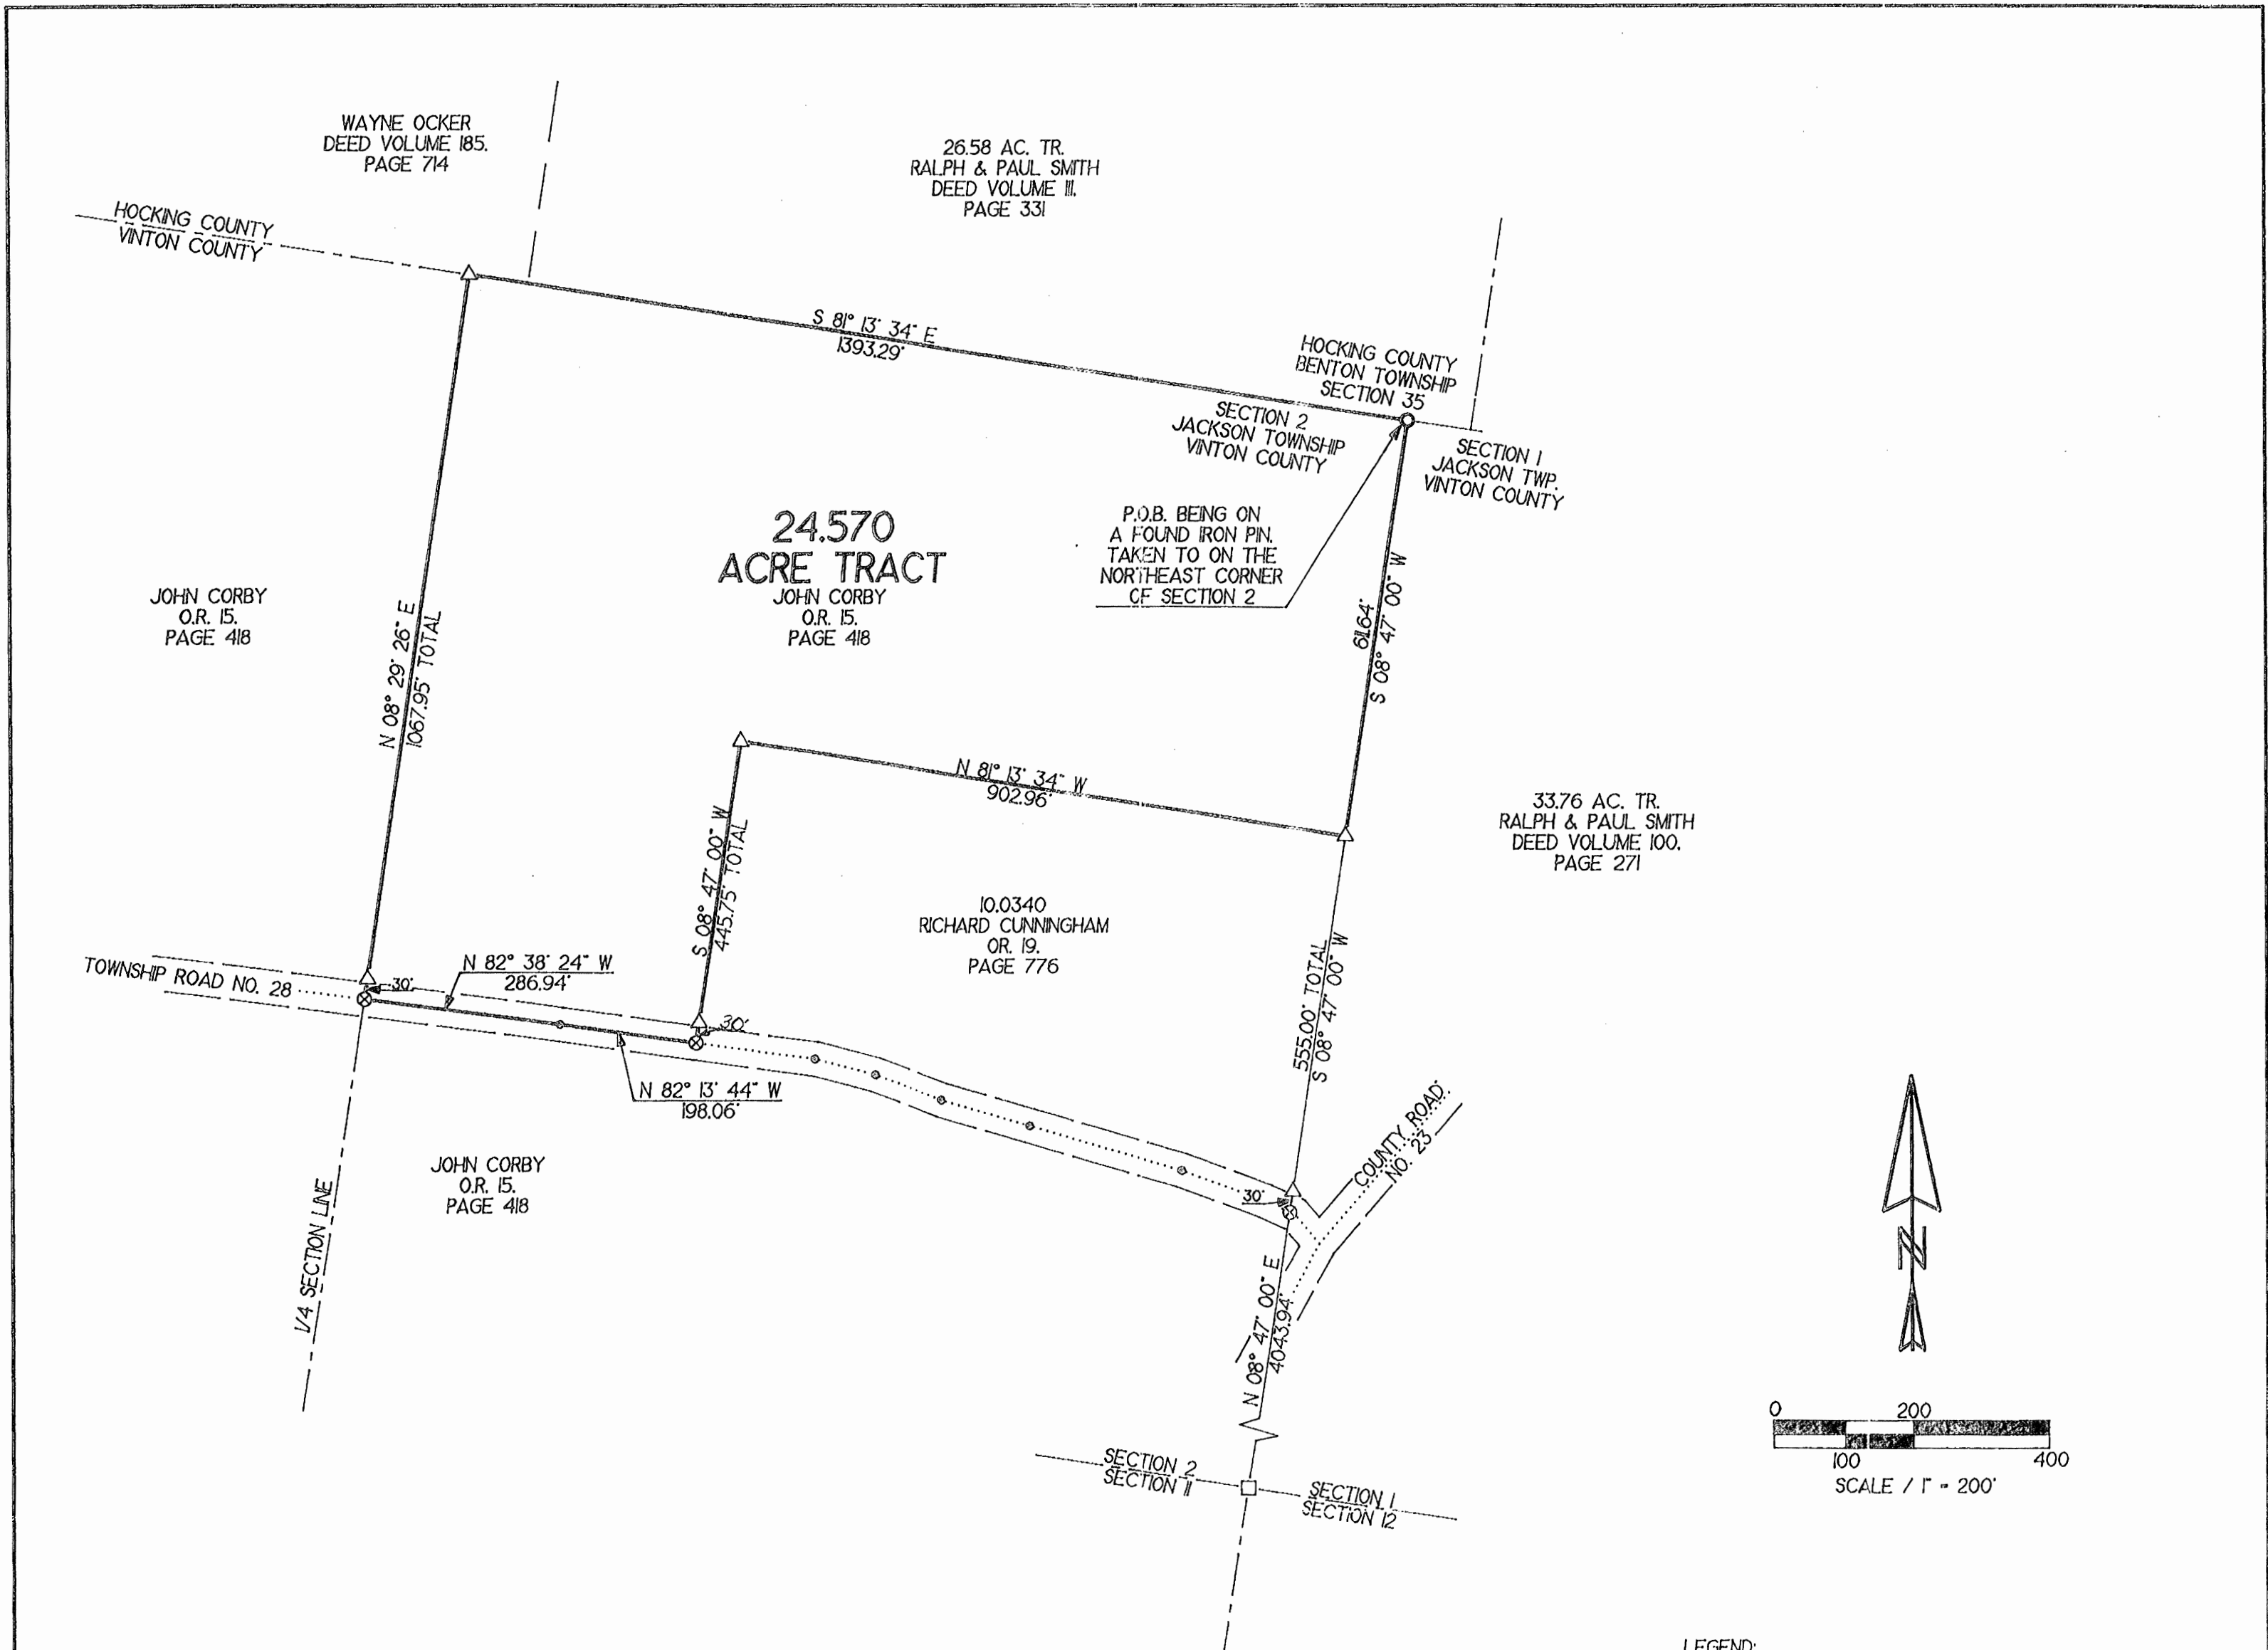 WAYNE OCKER
DEED VOLUME 185.
PAGE 714
26.58 AC. TR.
RALPH & PAUL SMITH
DEED VOLUME 111.
PAGE 331
HOCKING COUNTY
VINTON COUNTY
S 81° 13' 34" E
1393.29'
HOCKING COUNTY
BENTON TOWNSHIP
SECTION 35
SECTION 2
JACKSON TOWNSHIP
VINTON COUNTY
SECTION 1
JACKSON TWP.
VINTON COUNTY
P.O.B. BEING ON
A FOUND IRON PIN.
TAKEN TO ON THE
NORTHEAST CORNER
OF SECTION 2
24.570
ACRE TRACT
JOHN CORBY
O.R. 15.
PAGE 418
JOHN CORBY
O.R. 15.
PAGE 418
N 08° 29' 26" E
1067.95' TOTAL
611.64'
S 08° 47' 00" W
N 81° 13' 34" W
902.96'
S 08° 47' 00" W
445.75' TOTAL
33.76 AC. TR.
RALPH & PAUL SMITH
DEED VOLUME 100.
PAGE 271
10.0340
RICHARD CUNNINGHAM
OR. 19.
PAGE 776
555.00' TOTAL
S 08° 47' 00" W
TOWNSHIP ROAD NO. 28
30'
N 82° 38' 24" W
286.94'
30'
N 82° 13' 44" W
198.06'
JOHN CORBY
O.R. 15.
PAGE 418
1/4 SECTION LINE
30'
COUNTY ROAD
NO. 23
N 08° 47' 00" E
4043.94'
N
0 200
100 400
SCALE / 1" = 200'
SECTION 2
SECTION 11
SECTION 1
SECTION 12
LEGEND: